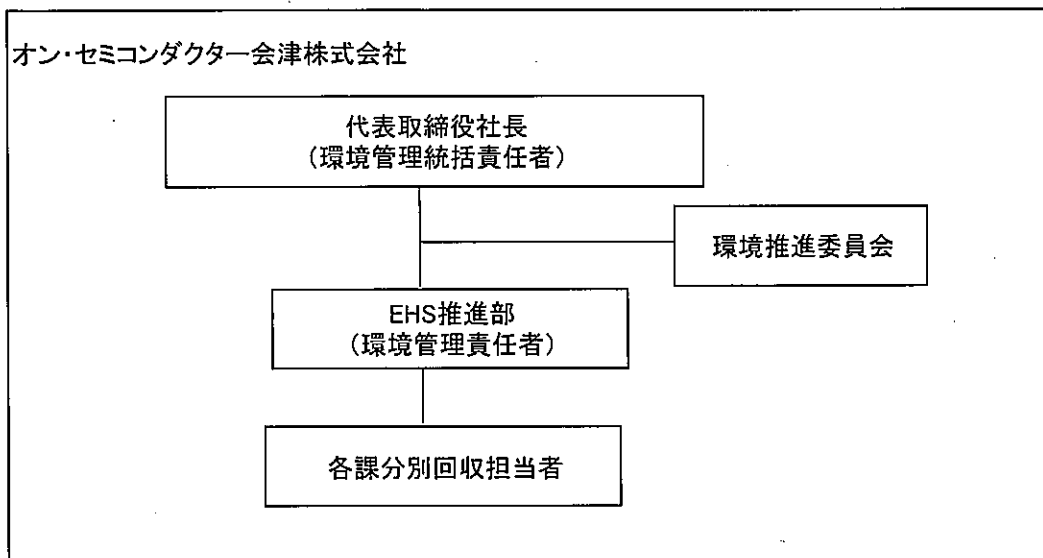 オン・セミコンダクター会津株式会社
代表取締役社長
（環境管理統括責任者）
環境推進委員会
EHS推進部
（環境管理責任者）
各課分別回収担当者